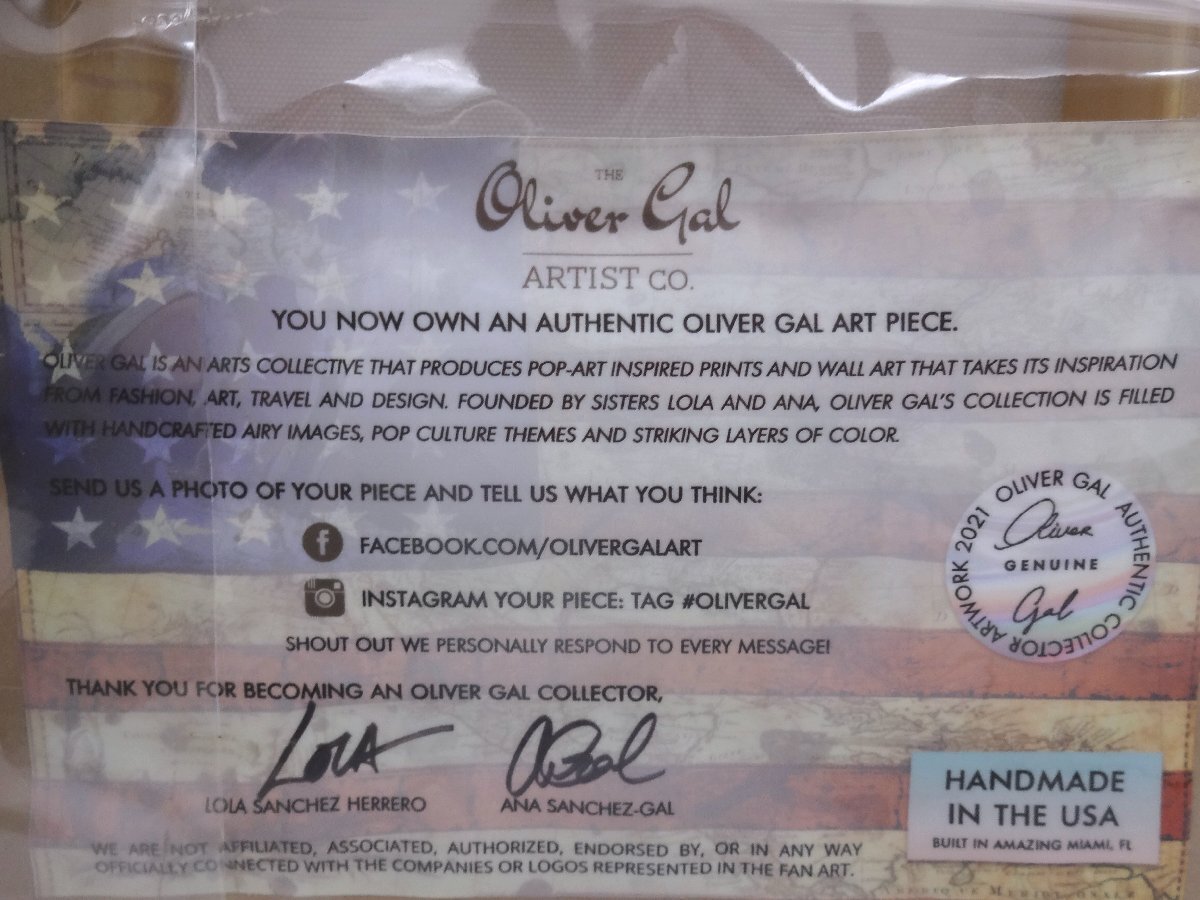 THE
Oliver Gal
ARTIST CO.
YOU NOW OWN AN AUTHENTIC OLIVER GAL ART PIECE.
OLIVER GAL IS AN ARTS COLLECTIVE THAT PRODUCES POP-ART INSPIRED PRINTS AND WALL ART THAT TAKES ITS INSPIRATION
FROM FASHION, ART, TRAVEL AND DESIGN. FOUNDED BY SISTERS LOLA AND ANA, OLIVER GAL'S COLLECTION IS FILLED
WITH HANDCRAFTED AIRY IMAGES, POP CULTURE THEMES AND STRIKING LAYERS OF COLOR.
SEND US A PHOTO OF YOUR PIECE AND TELL US WHAT YOU THINK:
f FACEBOOK.COM/OLIVERGALART
INSTAGRAM YOUR PIECE: TAG #OLIVERGAL
SHOUT OUT WE PERSONALLY RESPOND TO EVERY MESSAGE!
OLIVER GAL AUTHENTIC COLLECTOR ARTWORK 2021
Oliver
GENUINE
Gal
THANK YOU FOR BECOMING AN OLIVER GAL COLLECTOR,
LOLA
LOLA SANCHEZ HERRERO
ANA SANCHEZ-GAL
HANDMADE
IN THE USA
BUILT IN AMAZING MIAMI, FL
WE ARE NOT AFFILIATED, ASSOCIATED, AUTHORIZED, ENDORSED BY, OR IN ANY WAY
OFFICIALLY CONNECTED WITH THE COMPANIES OR LOGOS REPRESENTED IN THE FAN ART.